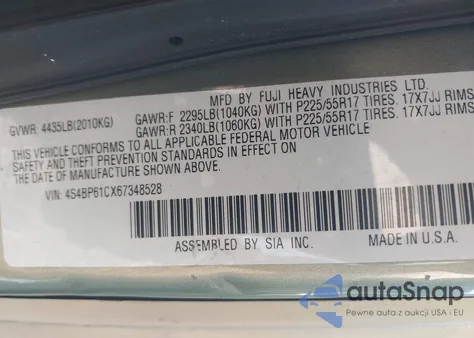 MFD BY FUJI HEAVY INDUSTRIES LTD.
GVWR: 4435LB(2010KG) GAWR:F 2295LB(1040KG) WITH P225/55R17 TIRES. 17X7JJ RIMS
GAWR:R 2340LB(1060KG) WITH P225/55R17 TIRES. 17X7JJ RIMS
THIS VEHICLE CONFORMS TO ALL APPLICABLE FEDERAL MOTOR VEHICLE
SAFETY AND BUMPER STANDARDS IN EFFECT ON
THE DATE OF MANUFACTURE SHOWN ABOVE.
VIN: 4S4BP61CX67348528
ASSEMBLED BY SIA INC. MADE IN U.S.A.
autoSnap
Pewne auta z aukcji USA - EU